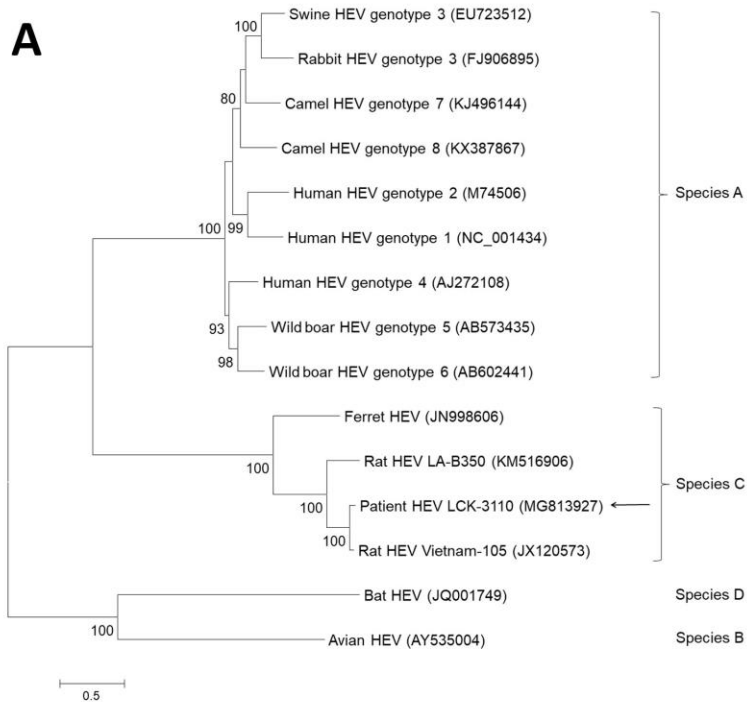 A
Swine HEV genotype 3 (EU723512)
100
Rabbit HEV genotype 3 (FJ906895)
80
Camel HEV genotype 7 (KJ496144)
Camel HEV genotype 8 (KX387867)
Human HEV genotype 2 (M74506)
Species A
100
99
Human HEV genotype 1 (NC_001434)
Human HEV genotype 4 (AJ272108)
93
Wild boar HEV genotype 5 (AB573435)
98
Wild boar HEV genotype 6 (AB602441)
Ferret HEV (JN998606)
100
Rat HEV LA-B350 (KM516906)
Species C
100
Patient HEV LCK-3110 (MG813927)
100
Rat HEV Vietnam-105 (JX120573)
Bat HEV (JQ001749)
Species D
100
Avian HEV (AY535004)
Species B
0.5